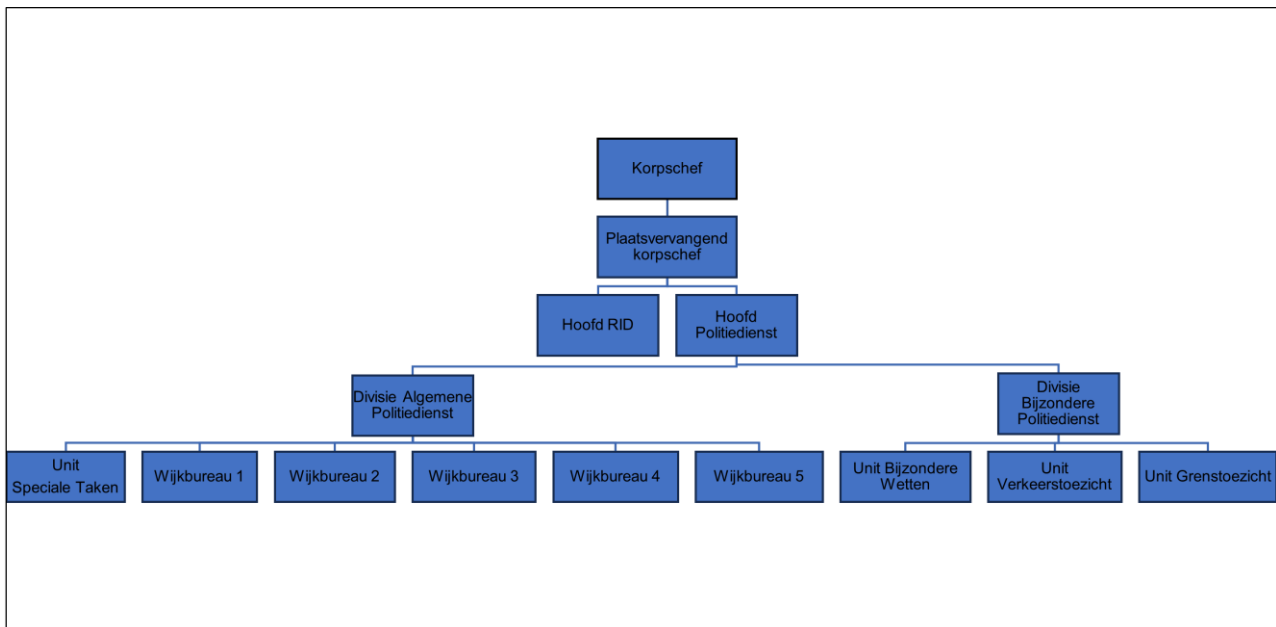 Korpschef
Plaatsvervangend
korpschef
Hoofd RID
Hoofd
Politiedienst
Divisie Algemene
Politiedienst
Divisie
Bijzondere
Politiedienst
Unit
Speciale Taken
Wijkbureau 1
Wijkbureau 2
Wijkbureau 3
Wijkbureau 4
Wijkbureau 5
Unit Bijzondere
Wetten
Unit
Verkeerstoezicht
Unit Grenstoezicht